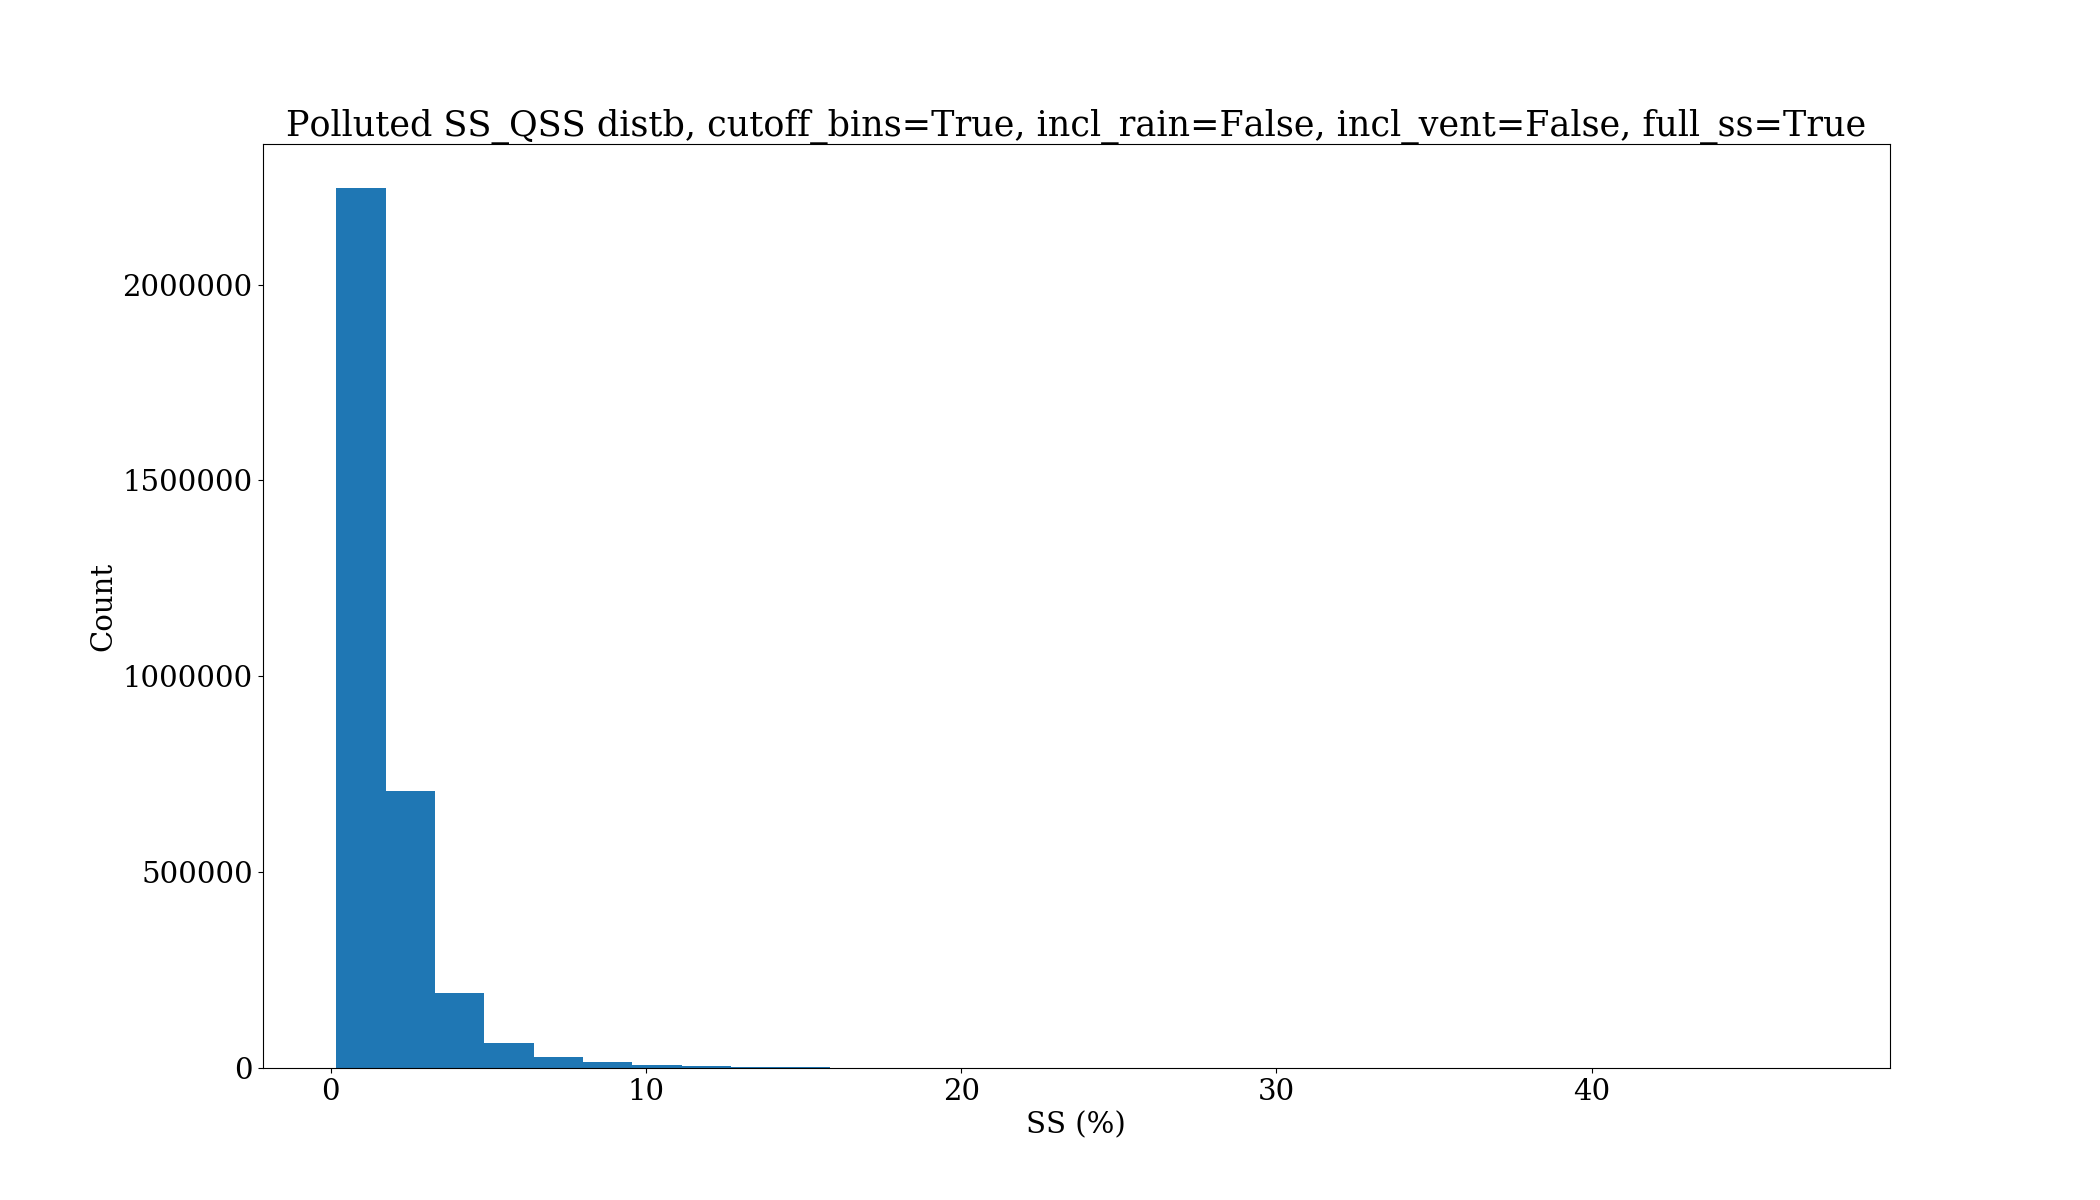 Polluted SS_QSS distb, cutoff_bins=True, incl_rain=False, incl_vent=False, full_ss=True
2000000
1500000
1000000
500000
0
Count
0 10 20 30 40
SS (%)